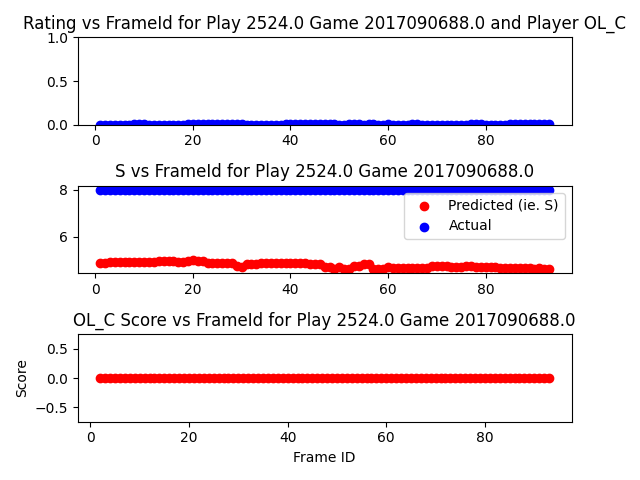 Rating vs FrameId for Play 2524.0 Game 2017090688.0 and Player OL_C
1.0
0.5
0.0
0 20 40 60 80
S vs FrameId for Play 2524.0 Game 2017090688.0
8
6
Predicted (ie. S)
Actual
0 20 40 60 80
OL_C Score vs FrameId for Play 2524.0 Game 2017090688.0
Score
0.5
0.0
−0.5
0 20 40 60 80
Frame ID